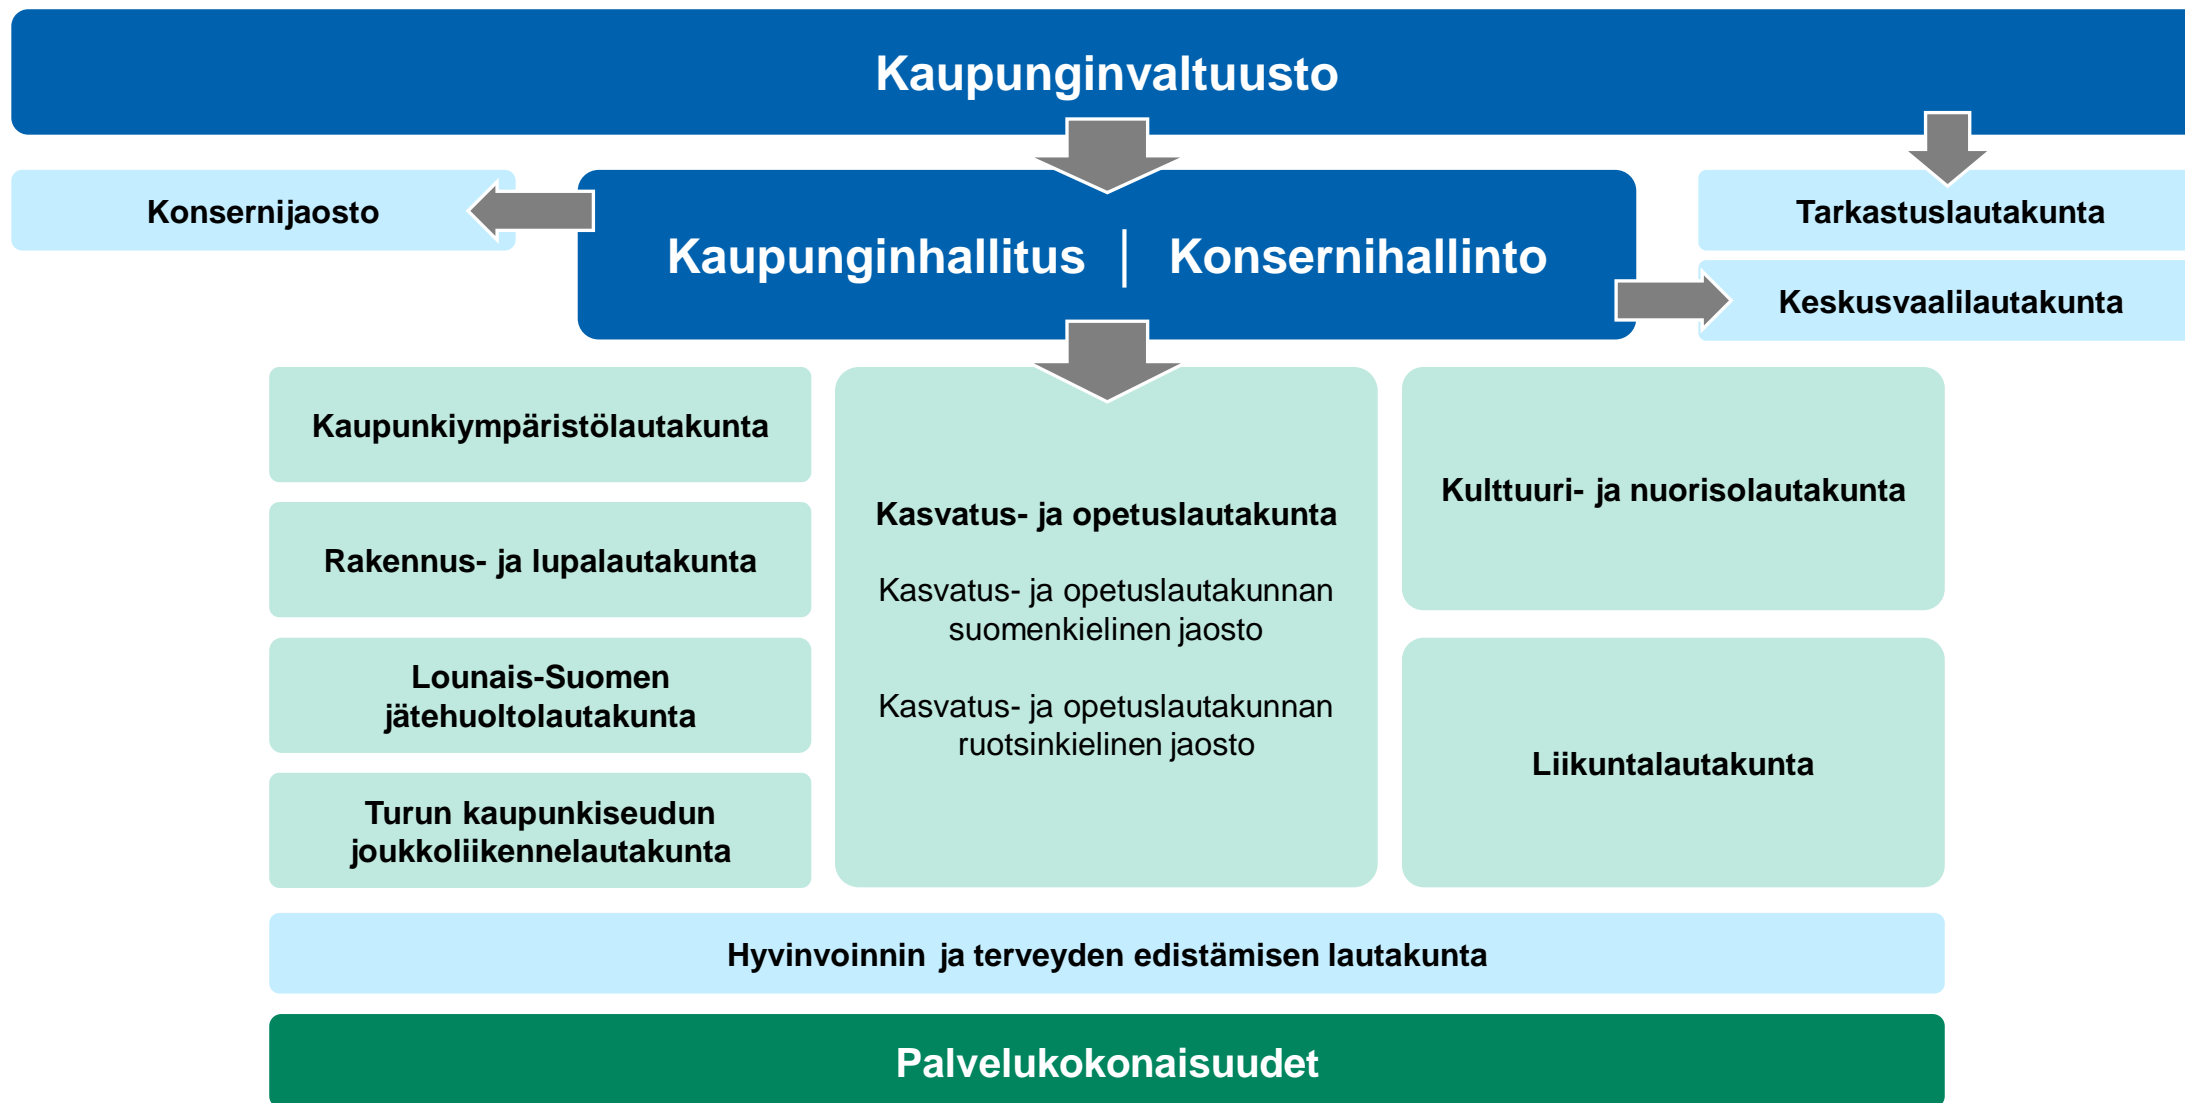 Kaupunginvaltuusto
Konsernijaosto
Kaupunginhallitus | Konsernihallinto
Tarkastuslautakunta
Keskusvaalilautakunta
Kaupunkiympäristölautakunta
Rakennus- ja lupalautakunta
Lounais-Suomen
jätehuoltolautakunta
Turun kaupunkiseudun
joukkoliikennelautakunta
Kasvatus- ja opetuslautakunta
Kasvatus- ja opetuslautakunnan
suomenkielinen jaosto
Kasvatus- ja opetuslautakunnan
ruotsinkielinen jaosto
Kulttuuri- ja nuorisolautakunta
Liikuntalautakunta
Hyvinvoinnin ja terveyden edistämisen lautakunta
Palvelukokonaisuudet